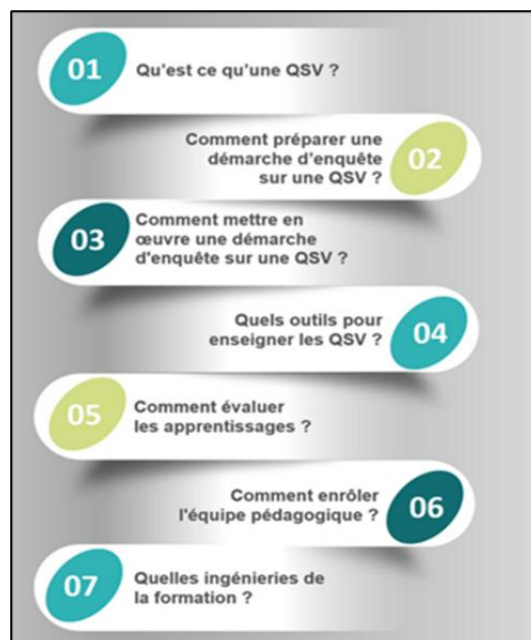 01
Qu'est ce qu'une QSV ?
Comment préparer une
démarche d'enquête
sur une QSV ?
02
03
Comment mettre en
œuvre une démarche
d'enquête sur une QSV ?
Quels outils pour
enseigner les QSV ?
04
05
Comment évaluer
les apprentissages ?
Comment enrôler
l'équipe pédagogique ?
06
07
Quelles ingénieries de
la formation ?